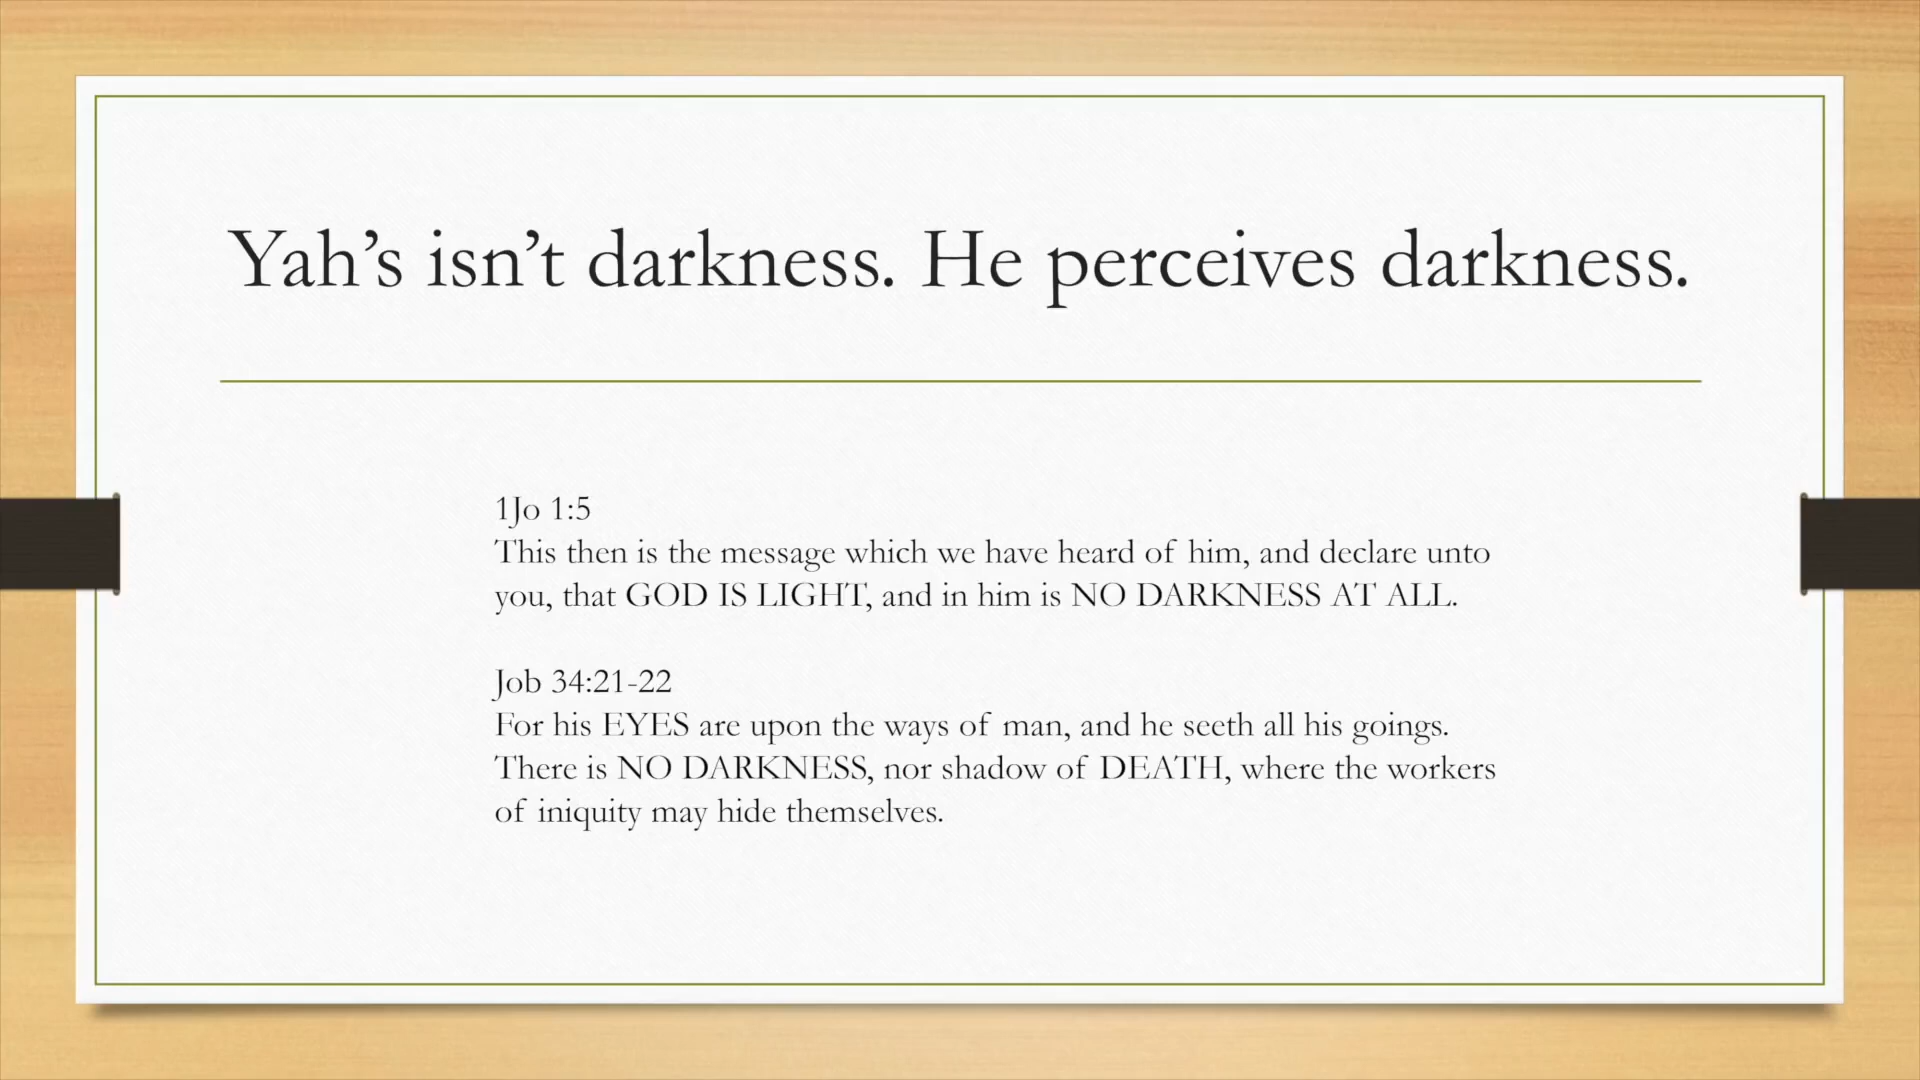 Yah’s isn’t darkness. He perceives darkness.
1Jo 1:5
This then is the message which we have heard of him, and declare unto
you, that GOD IS LIGHT, and in him is NO DARKNESS AT ALL.
Job 34:21-22
For his EYES are upon the ways of man, and he seeth all his goings.
There is NO DARKNESS, nor shadow of DEATH, where the workers
of iniquity may hide themselves.